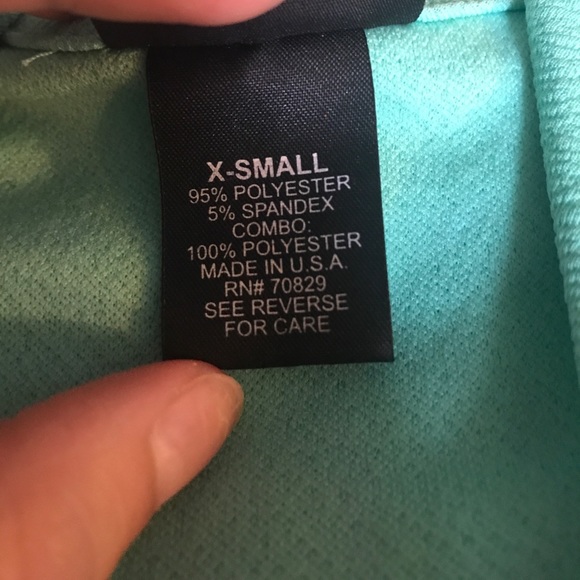 X-SMALL
95% POLYESTER
5% SPANDEX
COMBO:
100% POLYESTER
MADE IN U.S.A.
RN# 70829
SEE REVERSE
FOR CARE